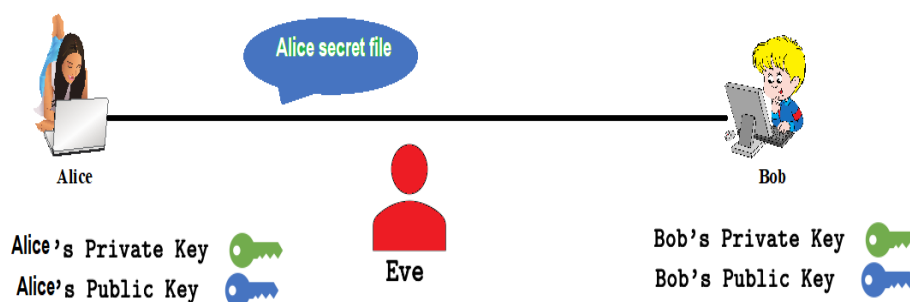 Alice secret file
Alice
Bob
Eve
Alice's Private Key
Alice's Public Key
Bob's Private Key
Bob's Public Key